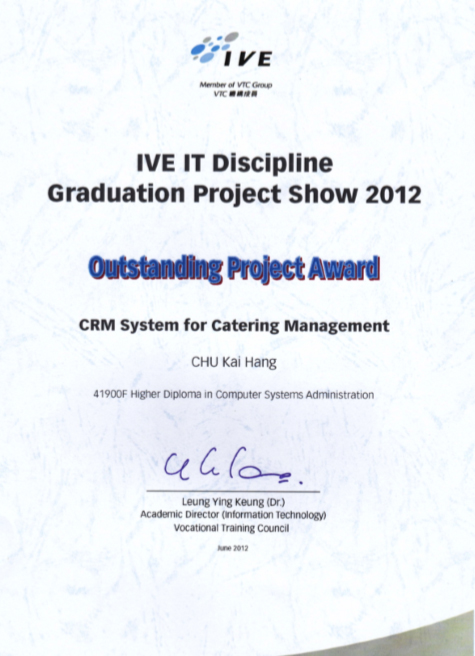 IVE
Member of VTC Group
VTC 機構成員
IVE IT Discipline
Graduation Project Show 2012
Outstanding Project Award
CRM System for Catering Management
CHU Kai Hang
41900F Higher Diploma in Computer Systems Administration
Leung Ying Keung (Dr.)
Academic Director (Information Technology)
Vocational Training Council
June 2012